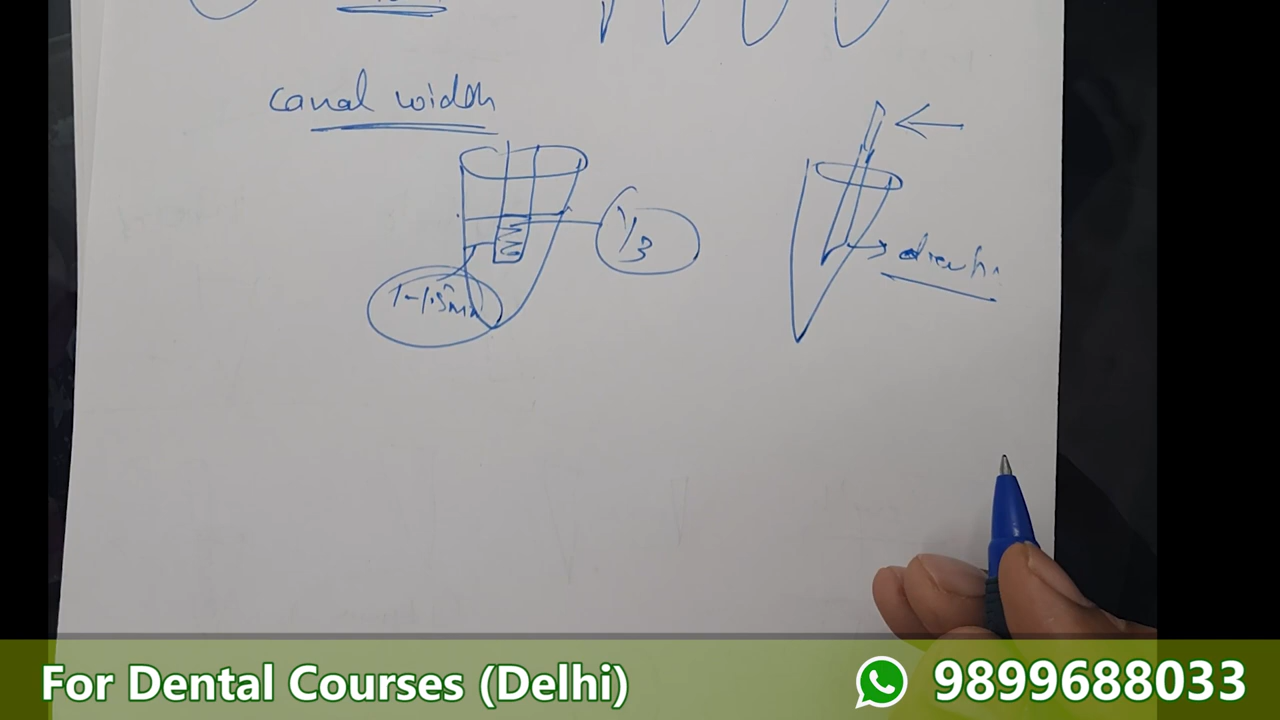 canal width
1/3
1-1.5mm
For Dental Courses (Delhi)
9899688033